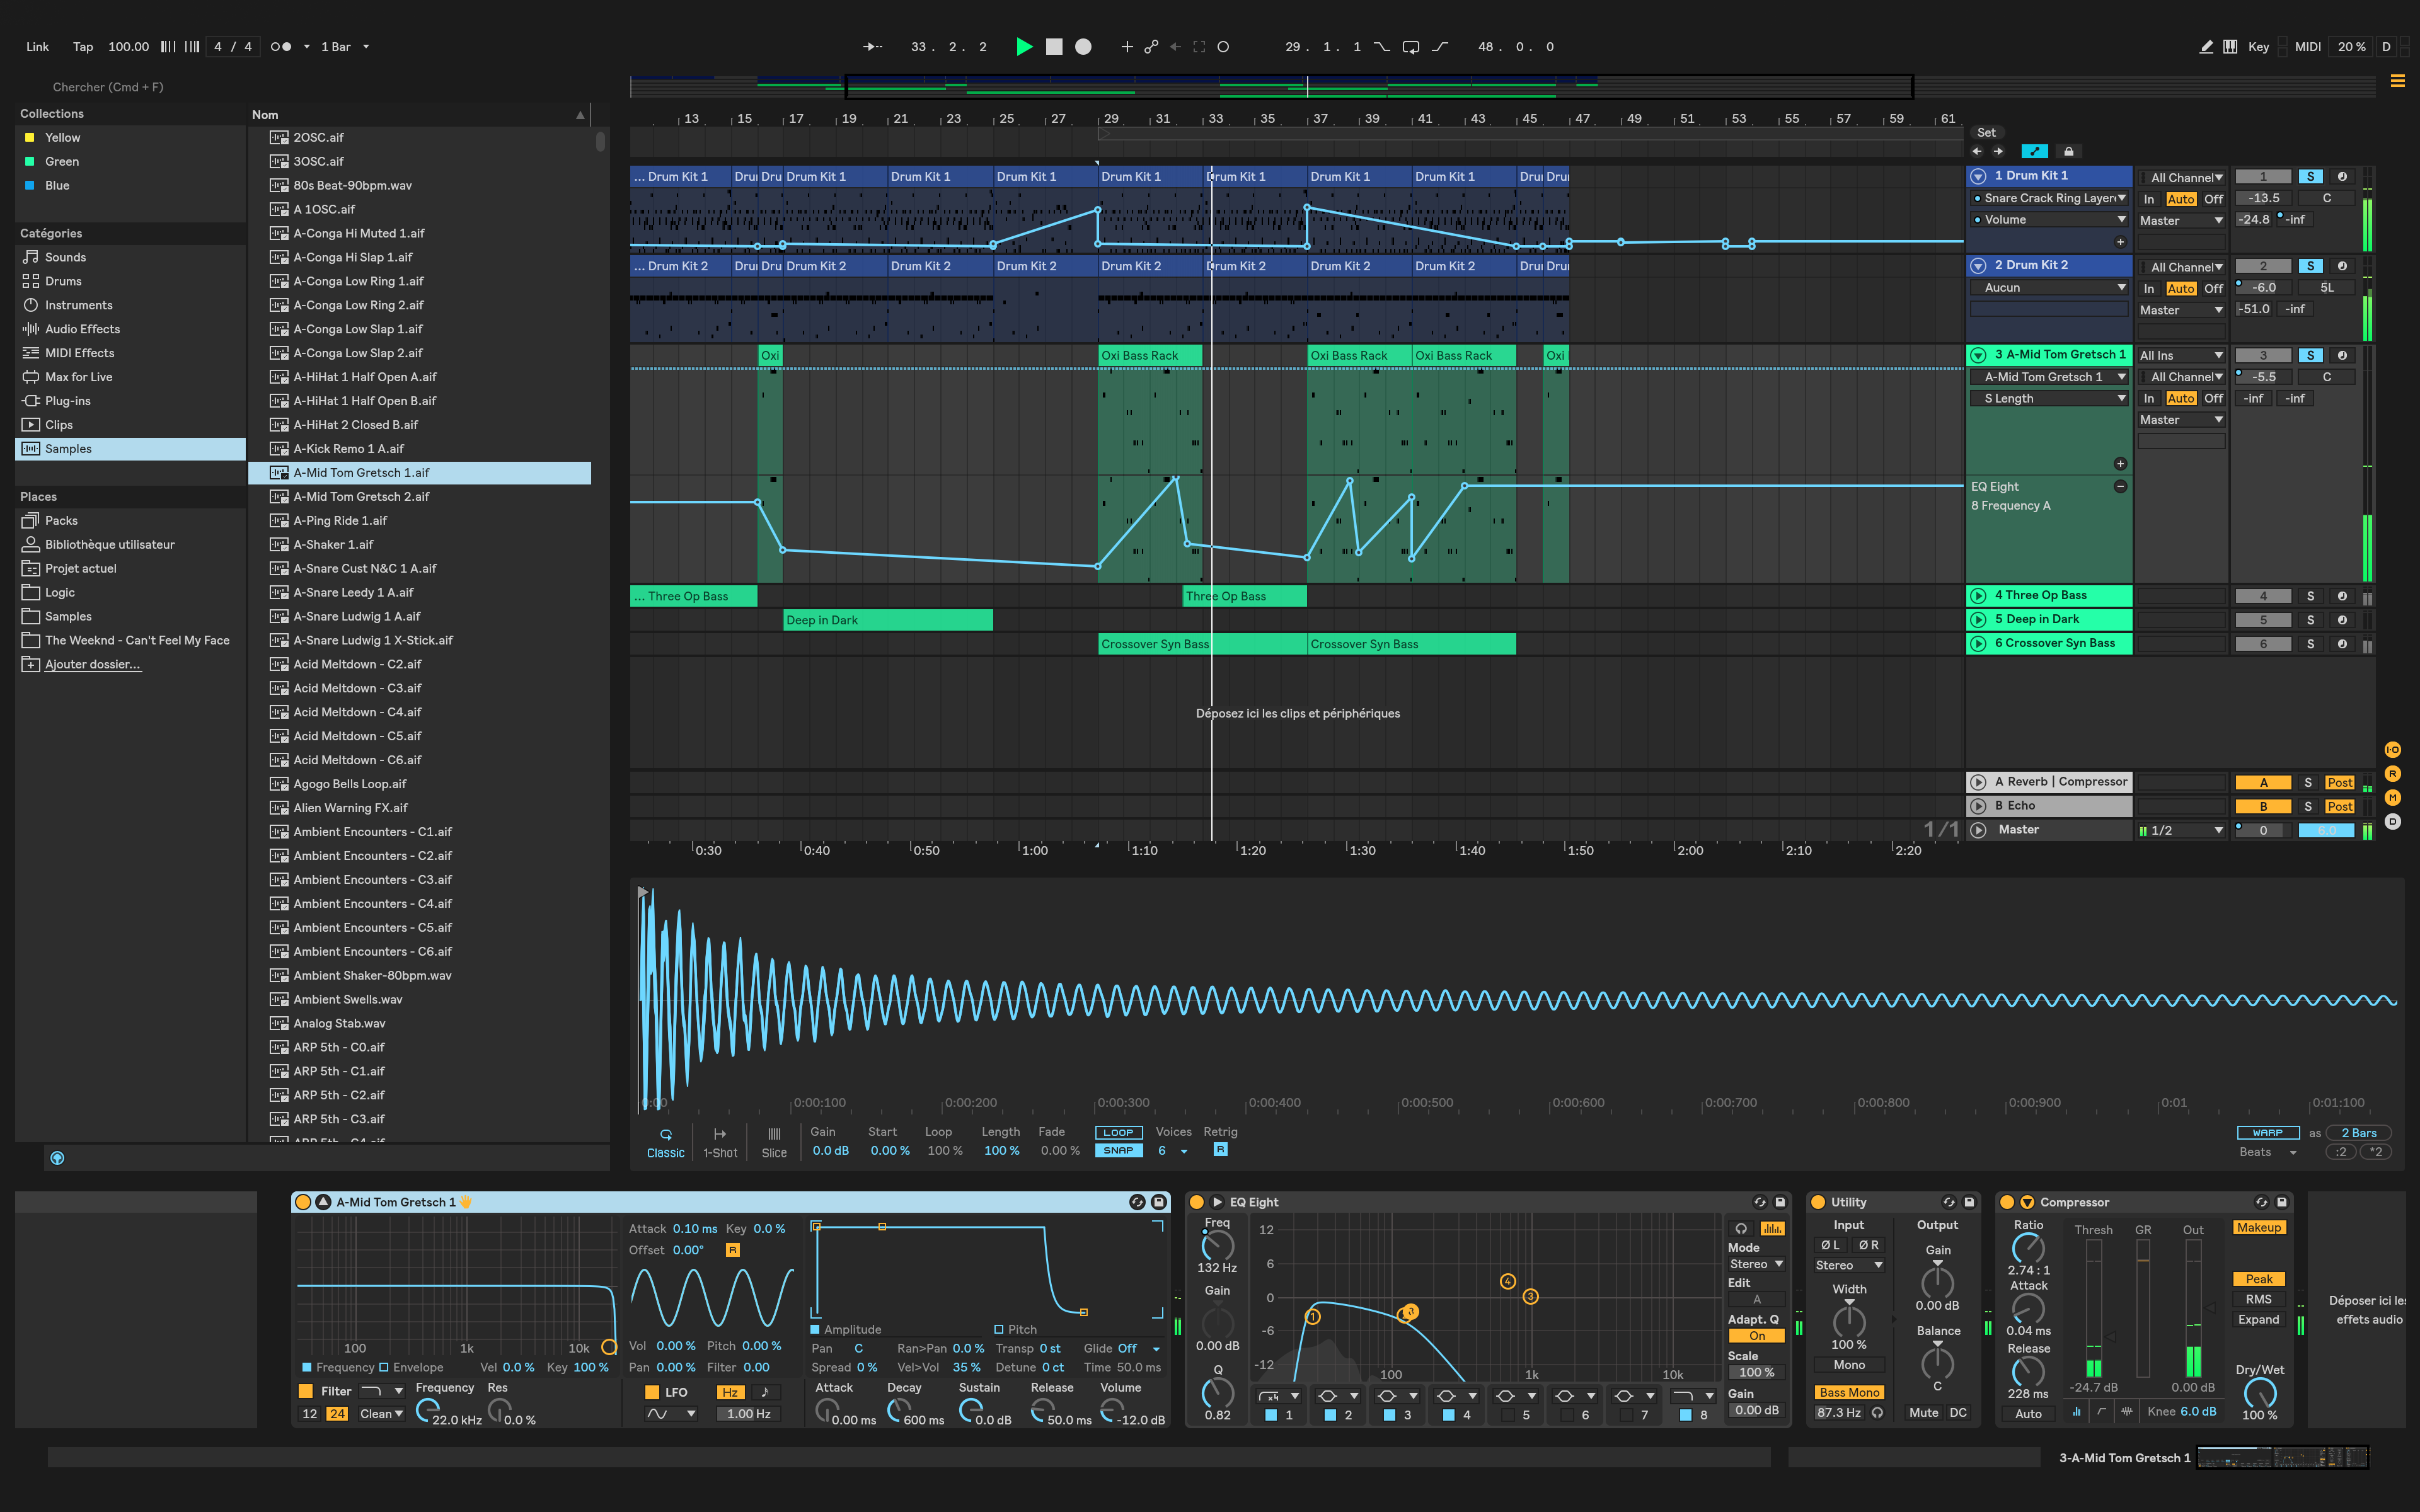 Link Tap 100.00 4 / 4 1 Bar 33. 2. 2 29. 1. 1 48. 0. 0 Key MIDI 20 % D
Chercher (Cmd + F)
Collections
Yellow
Green
Blue
Catégories
Sounds
Drums
Instruments
Audio Effects
MIDI Effects
Max for Live
Plug-ins
Clips
Samples
Places
Packs
Bibliothèque utilisateur
Projet actuel
Logic
Samples
The Weeknd - Can't Feel My Face
Ajouter dossier...
Nom
2OSC.aif
3OSC.aif
80s Beat-90bpm.wav
A 1OSC.aif
A-Conga Hi Muted 1.aif
A-Conga Hi Slap 1.aif
A-Conga Low Ring 1.aif
A-Conga Low Ring 2.aif
A-Conga Low Slap 1.aif
A-Conga Low Slap 2.aif
A-HiHat 1 Half Open A.aif
A-HiHat 1 Half Open B.aif
A-HiHat 2 Closed B.aif
A-Kick Remo 1 A.aif
A-Mid Tom Gretsch 1.aif
A-Mid Tom Gretsch 2.aif
A-Ping Ride 1.aif
A-Shaker 1.aif
A-Snare Cust N&C 1 A.aif
A-Snare Leedy 1 A.aif
A-Snare Ludwig 1 A.aif
A-Snare Ludwig 1 X-Stick.aif
Acid Meltdown - C2.aif
Acid Meltdown - C3.aif
Acid Meltdown - C4.aif
Acid Meltdown - C5.aif
Acid Meltdown - C6.aif
Agogo Bells Loop.aif
Alien Warning FX.aif
Ambient Encounters - C1.aif
Ambient Encounters - C2.aif
Ambient Encounters - C3.aif
Ambient Encounters - C4.aif
Ambient Encounters - C5.aif
Ambient Encounters - C6.aif
Ambient Shaker-80bpm.wav
Ambient Swells.wav
Analog Stab.wav
ARP 5th - C0.aif
ARP 5th - C1.aif
ARP 5th - C2.aif
ARP 5th - C3.aif
13 15 17 19 21 23 25 27 29 31 33 35 37 39 41 43 45 47 49 51 53 55 57 59 61
Set
... Drum Kit 1 Dru Dru Drum Kit 1 Drum Kit 1 Drum Kit 1 Drum Kit 1 Drum Kit 1 Drum Kit 1 Drum Kit 1 Dru Dru
1 Drum Kit 1 All Channel 1 S
Snare Crack Ring Layer In Auto Off -13.5 C
Volume Master -24.8 -inf
... Drum Kit 2 Dru Dru Drum Kit 2 Drum Kit 2 Drum Kit 2 Drum Kit 2 Drum Kit 2 Drum Kit 2 Drum Kit 2 Dru Dru
2 Drum Kit 2 All Channel 2 S
Aucun In Auto Off -6.0 5L
Master -51.0 -inf
Oxi Oxi Bass Rack Oxi Bass Rack Oxi Bass Rack Oxi
3 A-Mid Tom Gretsch 1 All Ins 3 S
A-Mid Tom Gretsch 1 All Channel -5.5 C
S Length In Auto Off -inf -inf
Master
EQ Eight
8 Frequency A
... Three Op Bass Three Op Bass 4 Three Op Bass 4 S
Deep in Dark 5 Deep in Dark 5 S
Crossover Syn Bass Crossover Syn Bass 6 Crossover Syn Bass 6 S
Déposez ici les clips et périphériques
A Reverb | Compressor A S Post
B Echo B S Post
1/1 Master 1/2 0 6.0
I·O
R
M
D
0:30 0:40 0:50 1:00 1:10 1:20 1:30 1:40 1:50 2:00 2:10 2:20
0:00 0:00:100 0:00:200 0:00:300 0:00:400 0:00:500 0:00:600 0:00:700 0:00:800 0:00:900 0:01 0:01:100
Classic 1-Shot Slice
Gain Start Loop Length Fade LOOP Voices Retrig
0.0 dB 0.00 % 100 % 100 % 0.00 % SNAP 6 R
WARP as 2 Bars
Beats :2 *2
A-Mid Tom Gretsch 1
100 1k 10k
Frequency Envelope Vel 0.0 % Key 100 %
Filter Frequency Res
12 24 Clean 22.0 kHz 0.0 %
Attack 0.10 ms Key 0.0 %
Offset 0.00° R
Vol 0.00 % Pitch 0.00 %
Pan 0.00 % Filter 0.00
LFO Hz
1.00 Hz
Amplitude Pitch
Pan C Ran>Pan 0.0 % Transp 0 st Glide Off
Spread 0 % Vel>Vol 35 % Detune 0 ct Time 50.0 ms
Attack Decay Sustain Release Volume
0.00 ms 600 ms 0.0 dB 50.0 ms -12.0 dB
EQ Eight
Freq
132 Hz
Gain
0.00 dB
Q
0.82
12
6
0
-6
-12
4
3
1
100 1k 10k
x4
1 2 3 4 5 6 7 8
Mode
Stereo
Edit
A
Adapt. Q
On
Scale
100 %
Gain
0.00 dB
Utility
Input
Ø L Ø R
Stereo
Width
100 %
Mono
Bass Mono
87.3 Hz
Output
Gain
0.00 dB
Balance
C
Mute DC
Compressor
Ratio
2.74 : 1
Attack
0.04 ms
Release
228 ms
Auto
Thresh GR Out
-24.7 dB 0.00 dB
Knee 6.0 dB
Makeup
Peak
RMS
Expand
Dry/Wet
100 %
Déposer ici les
effets audio
3-A-Mid Tom Gretsch 1